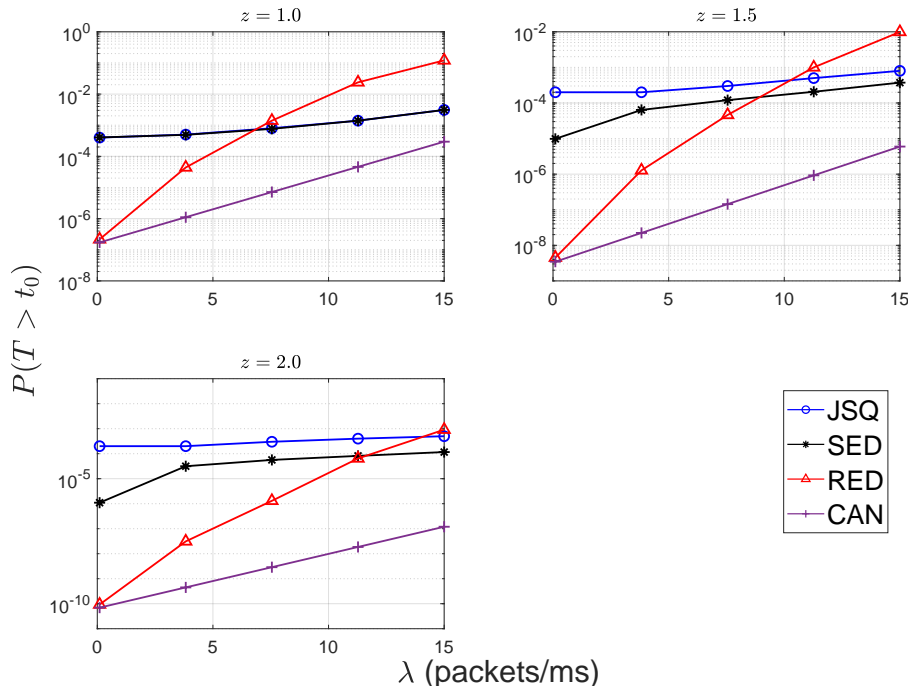 z = 1.0
10^0
10^-2
10^-4
10^-6
10^-8
0 5 10 15
z = 1.5
10^-2
10^-4
10^-6
10^-8
0 5 10 15
P(T > t_0)
z = 2.0
10^-5
10^-10
0 5 10 15
λ (packets/ms)
JSQ
SED
RED
CAN